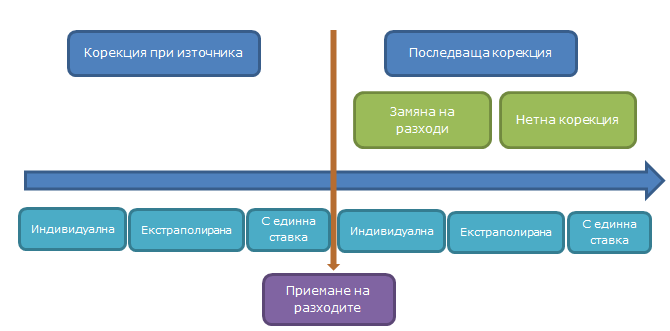 Корекция при източника
Последваща корекция
Замяна на
разходи
Нетна корекция
Индивидуална
Екстраполирана
С единна
ставка
Индивидуална
Екстраполирана
С единна
ставка
Приемане на
разходите